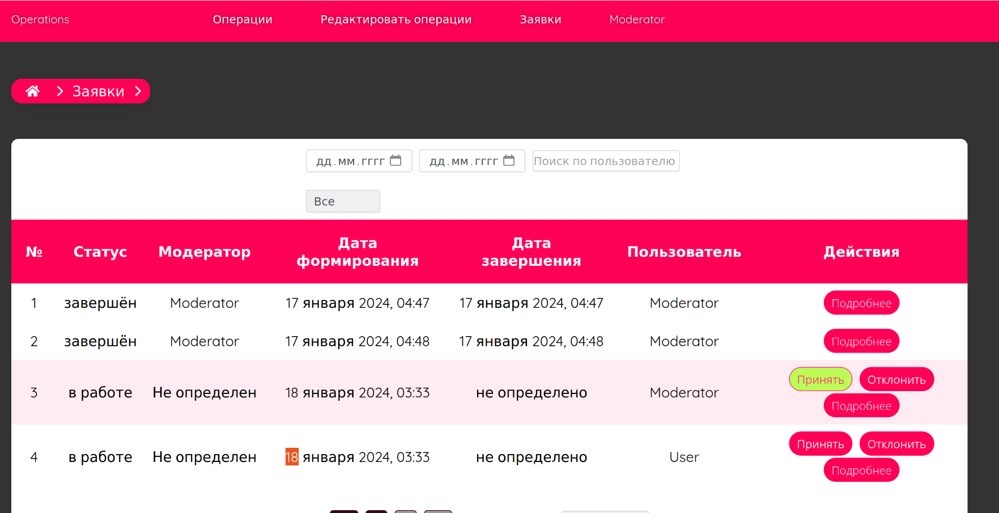 Operations Операции Редактировать операции Заявки Moderator
Заявки
дд.мм.гггг дд.мм.гггг Поиск по пользователю
Все
№ Статус Модератор Дата формирования Дата завершения Пользователь Действия
1 завершён Moderator 17 января 2024, 04:47 17 января 2024, 04:47 Moderator Подробнее
2 завершён Moderator 17 января 2024, 04:48 17 января 2024, 04:48 Moderator Подробнее
3 в работе Не определен 18 января 2024, 03:33 не определено Moderator Принять Отклонить
Подробнее
4 в работе Не определен 18 января 2024, 03:33 не определено User Принять Отклонить
Подробнее